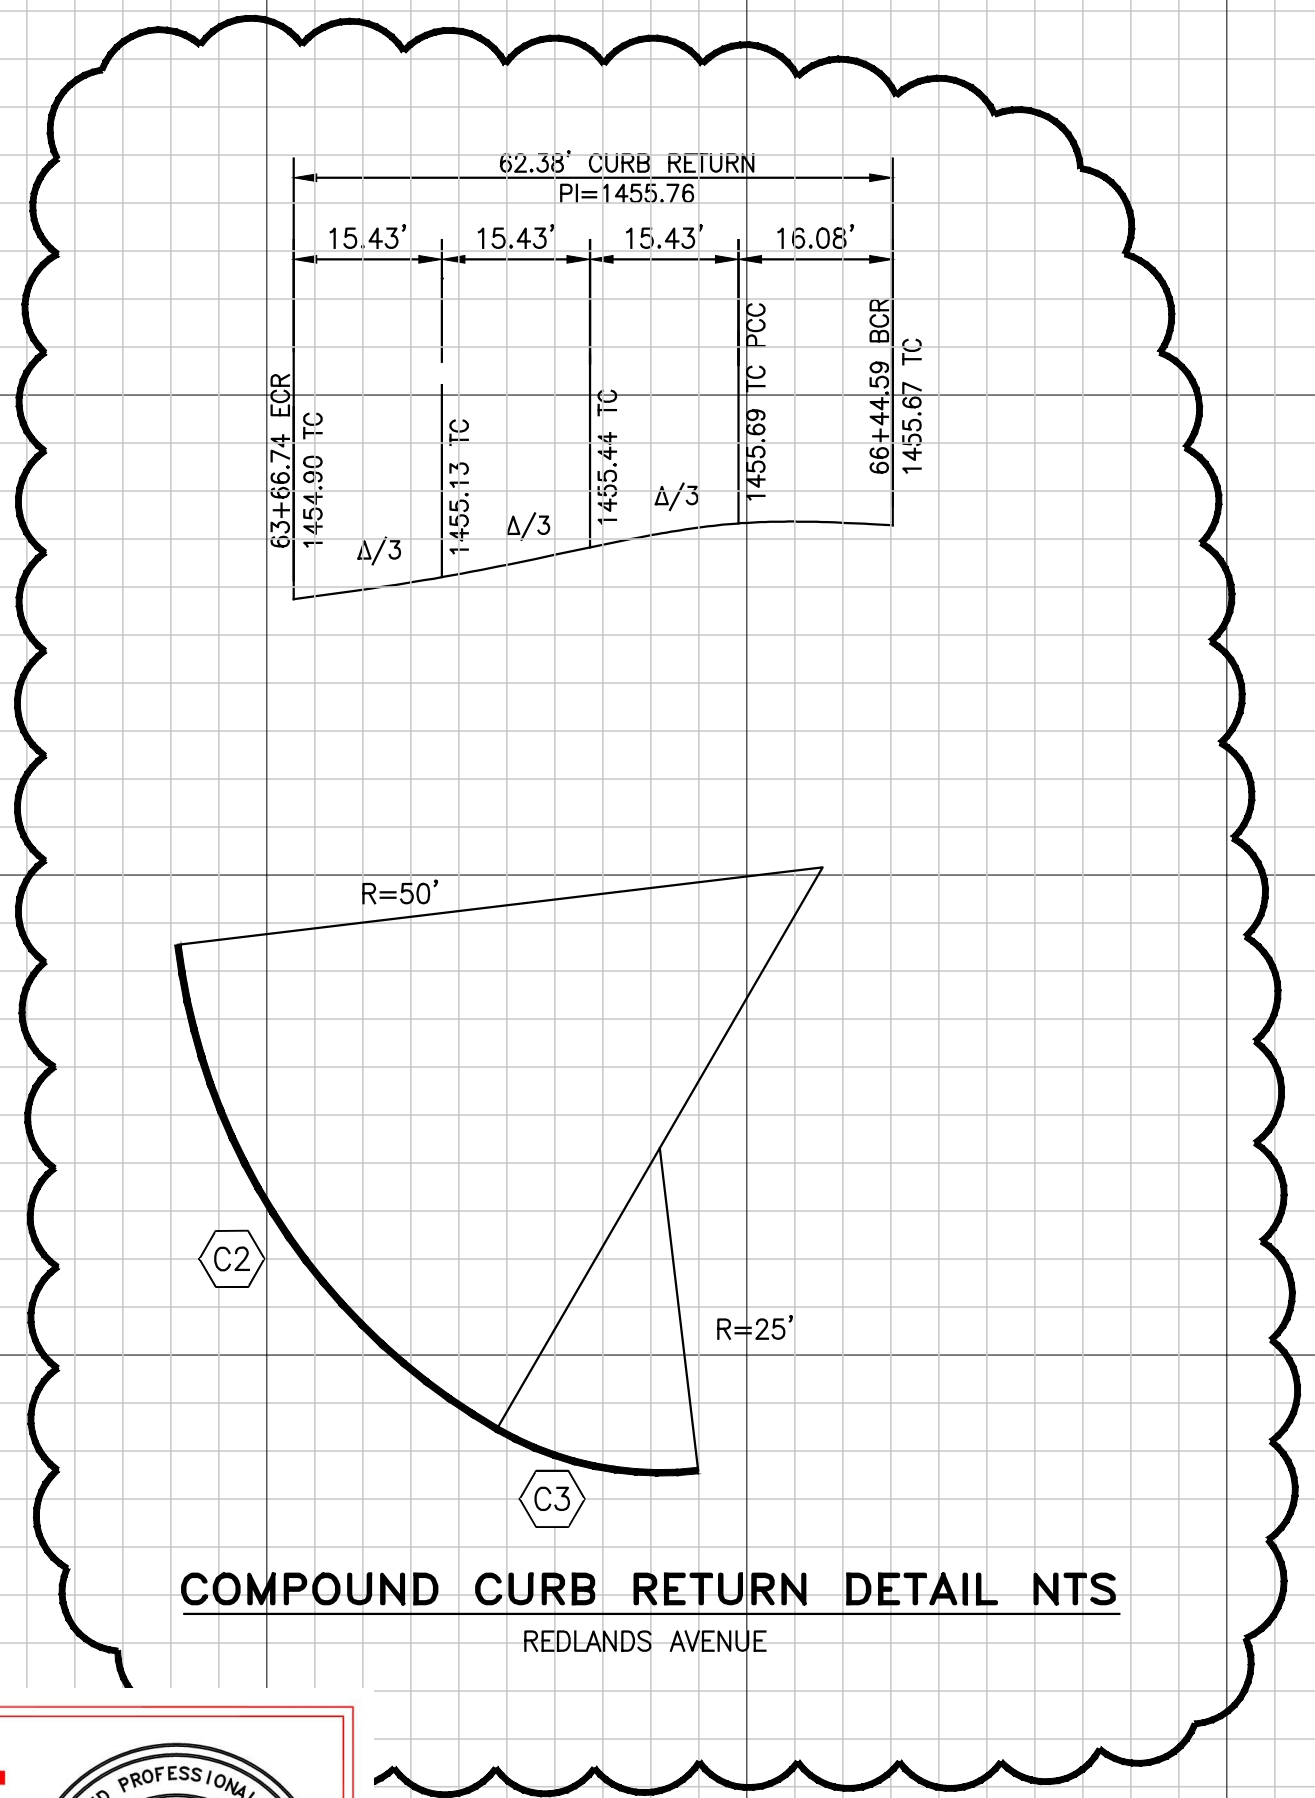 62.38' CURB RETURN
PI=1455.76
15.43' 15.43' 15.43' 16.08'
63+66.74 ECR
1454.90 TC
1455.13 TC
1455.44 TC
1455.69 TC PCC
66+44.59 BCR
1455.67 TC
Δ/3
Δ/3
Δ/3
R=50'
C2
R=25'
C3
COMPOUND CURB RETURN DETAIL NTS
REDLANDS AVENUE
PROFESSIONAL